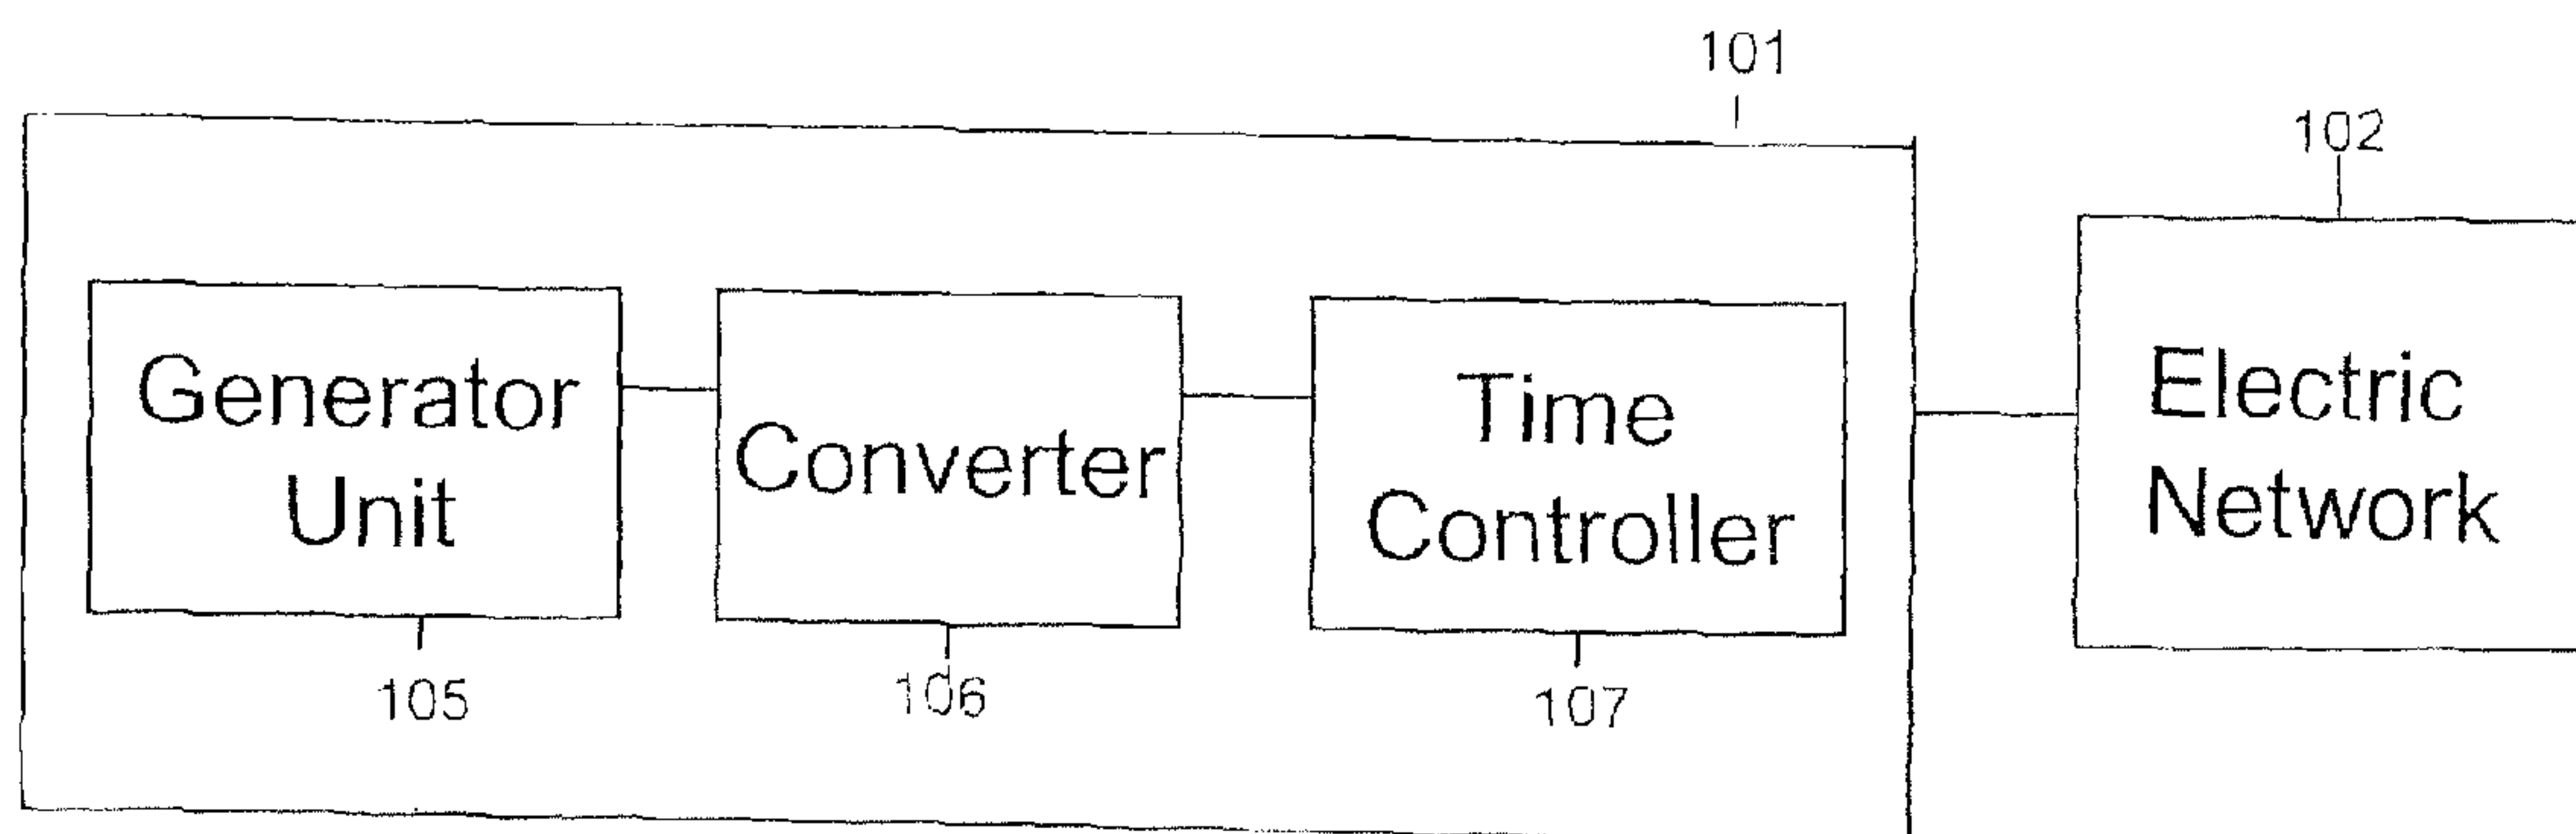 101
102
Generator
Unit
Converter
Time
Controller
Electric
Network
105
106
107